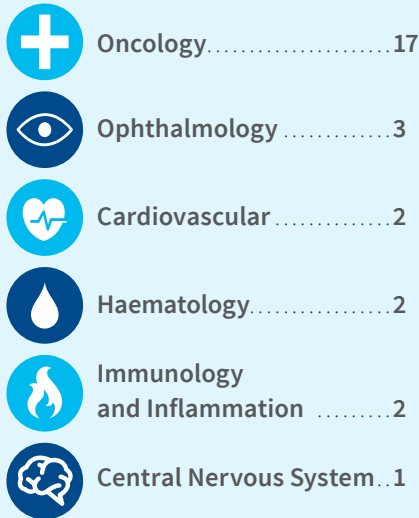 Oncology.................17
Ophthalmology ............3
Cardiovascular .............2
Haematology...............2
Immunology
and Inflammation ........2
Central Nervous System..1